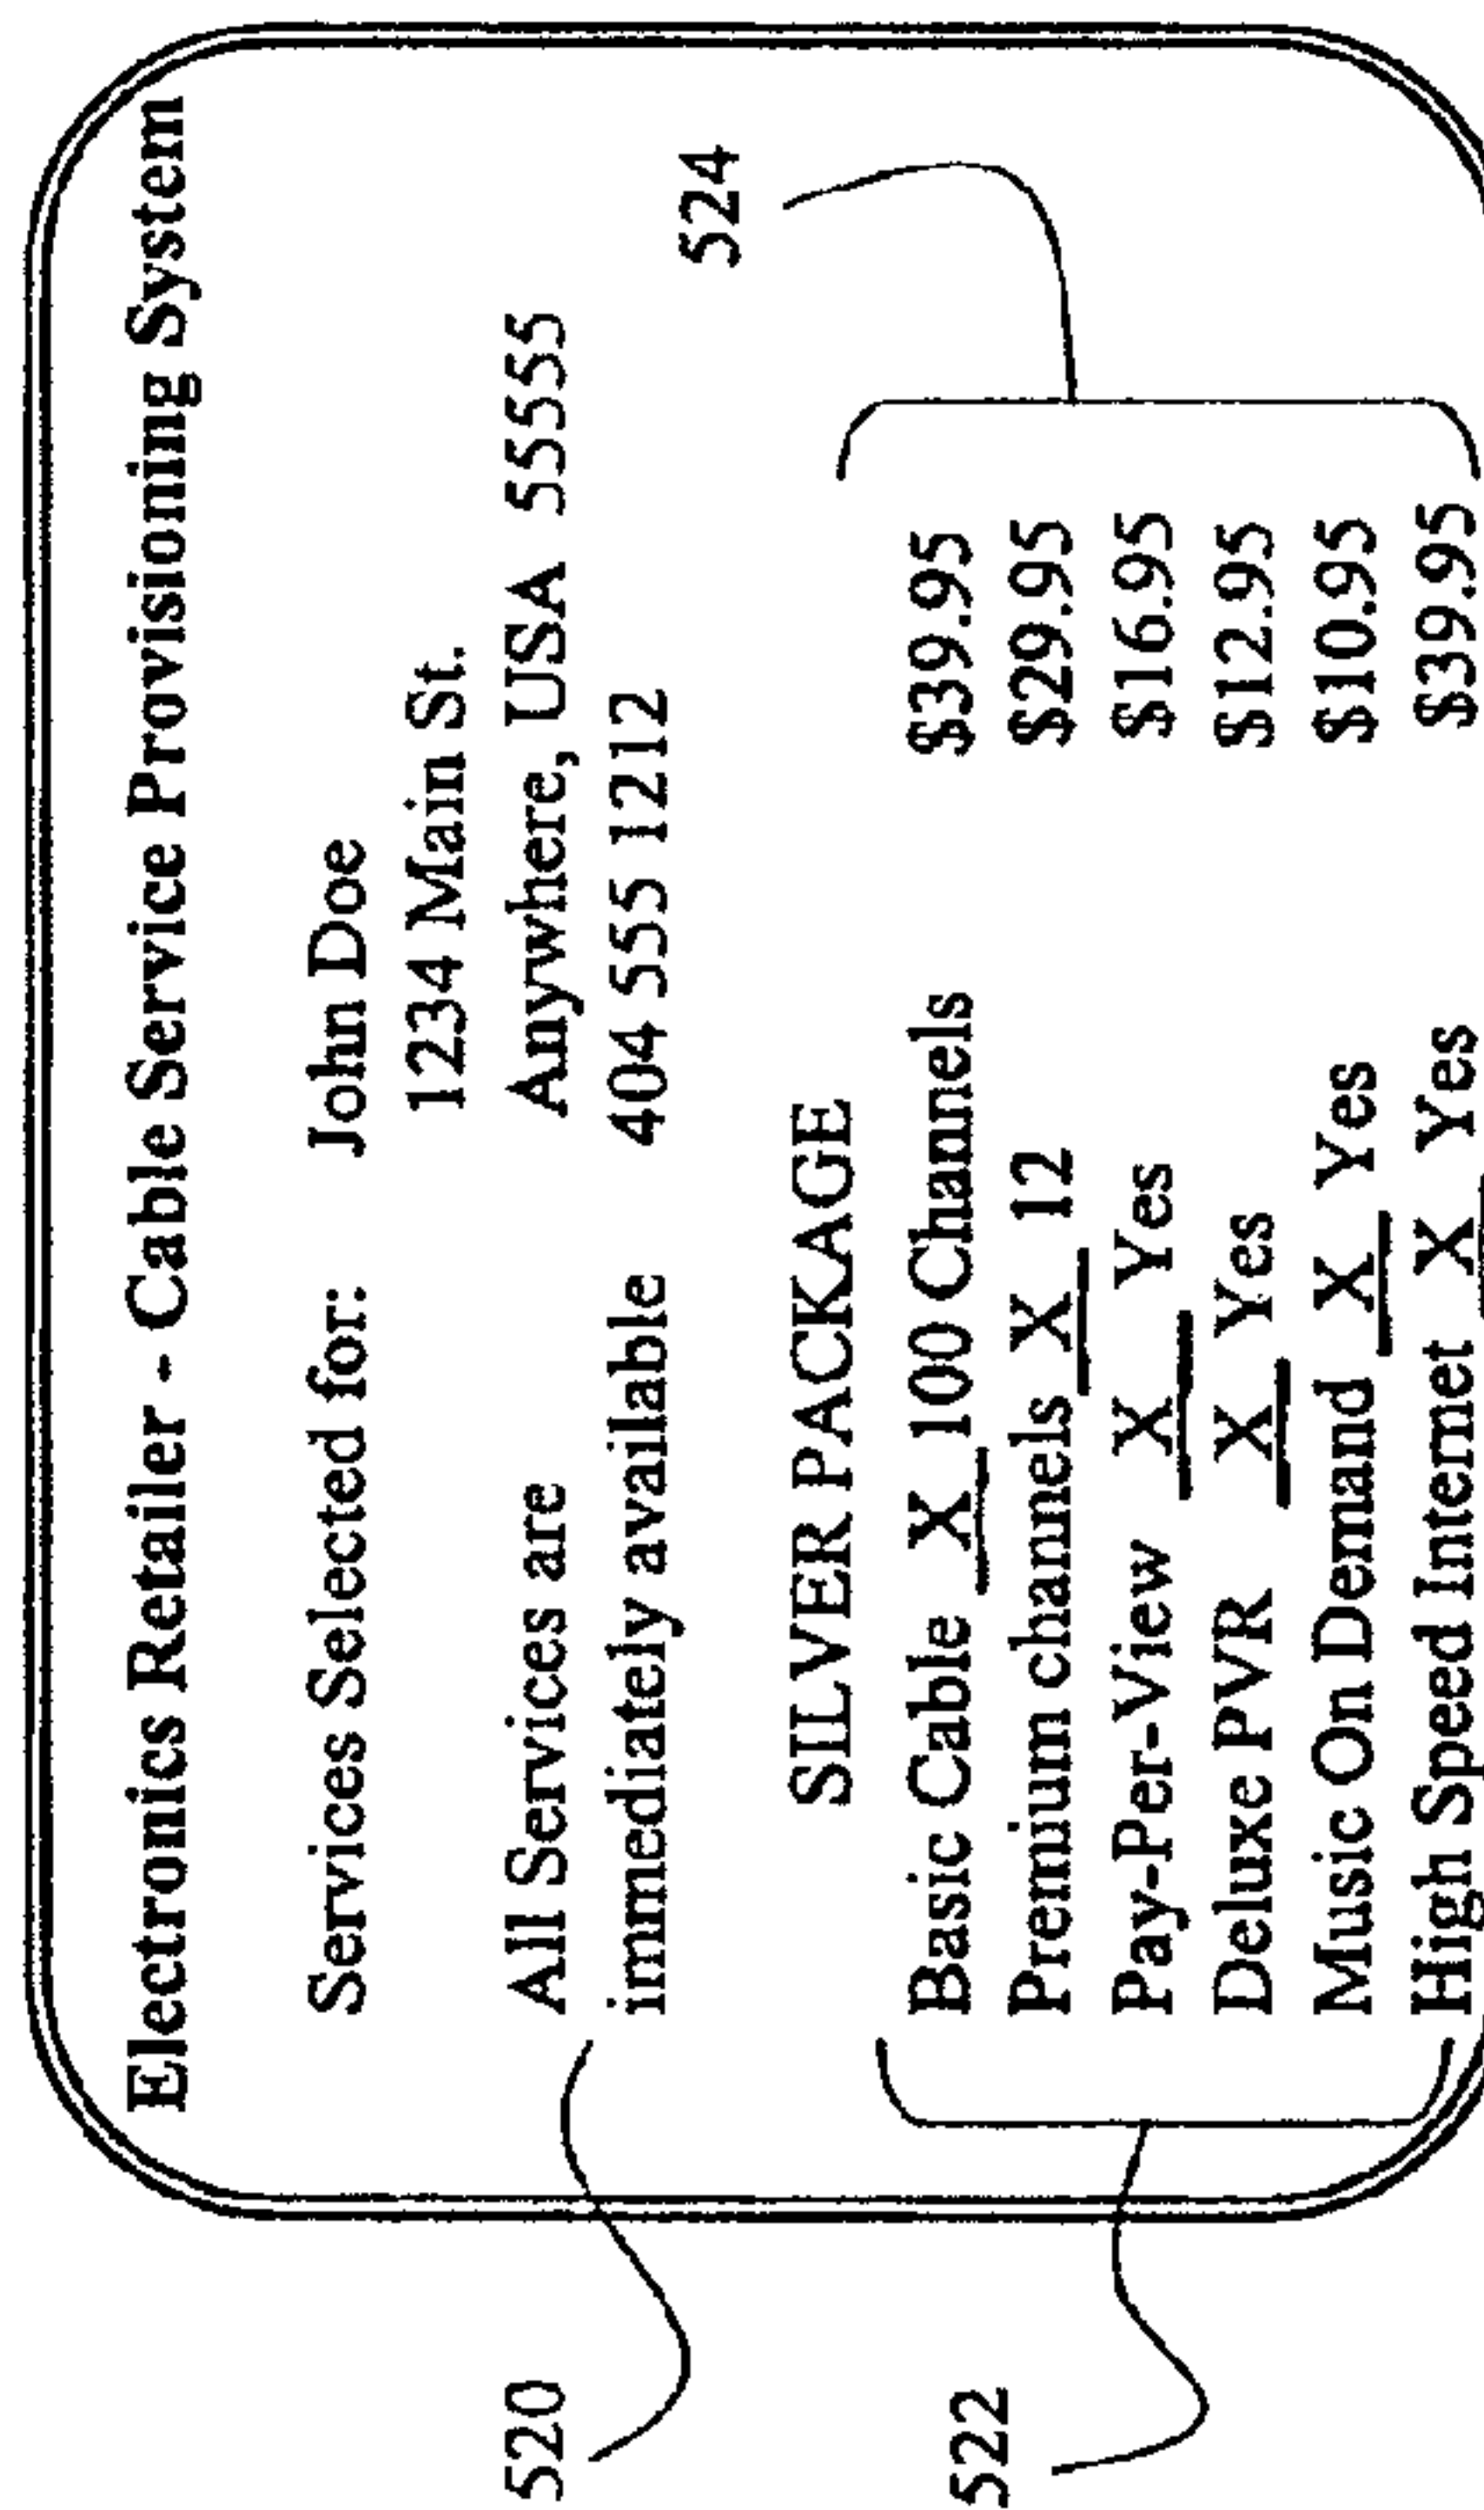 Electronics Retailer - Cable Service Provisioning System
Services Selected for: John Doe
1234 Main St.
All Services are Anywhere, USA 55555
immediately available 404 555 1212
520
524
SILVER PACKAGE
Basic Cable X 100 Channels $39.95
522
Premium channels X 12 $29.95
Pay-Per-View X Yes $16.95
Deluxe PVR X Yes $12.95
Music On Demand X Yes $10.95
High Speed Internet X Yes $39.95